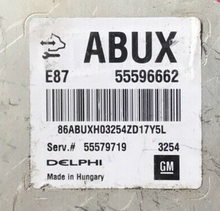 ABUX
E87 55596662
86ABUXH03254ZD17Y5L
Serv.# 55579719 3254
DELPHI
GM
Made in Hungary